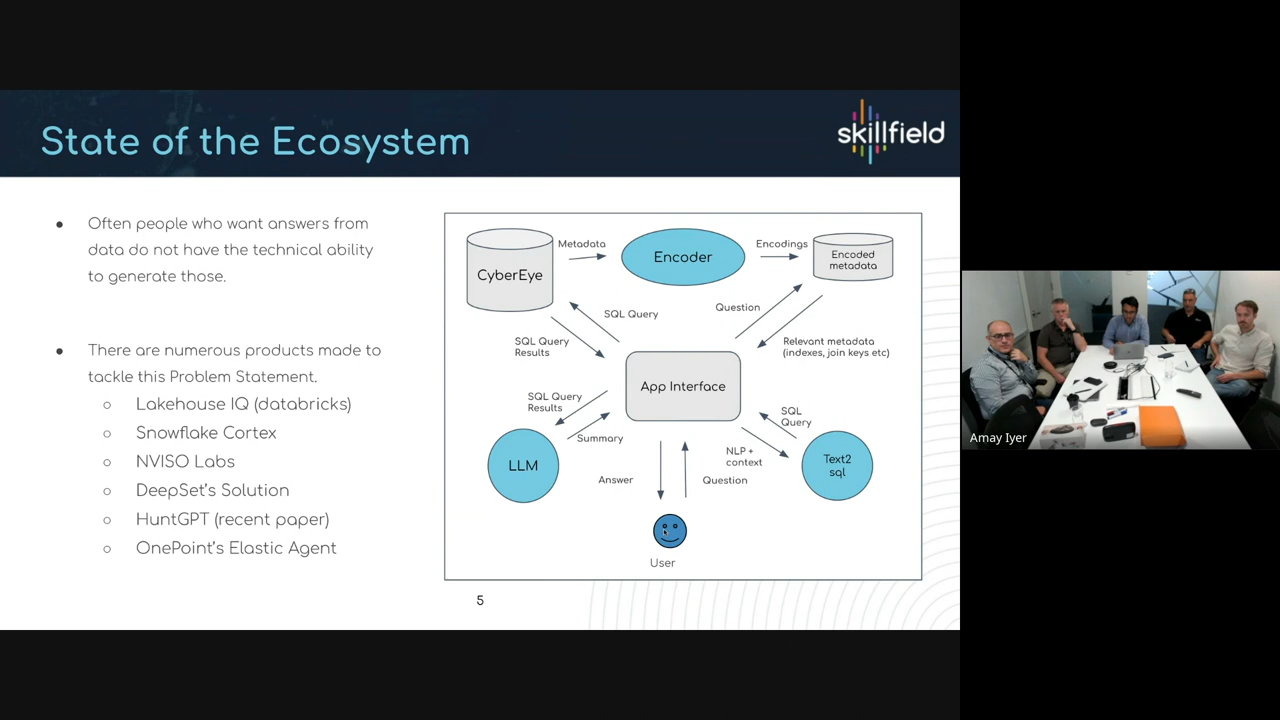 State of the Ecosystem
skillfield
● Often people who want answers from
data do not have the technical ability
to generate those.
● There are numerous products made to
tackle this Problem Statement.
○ Lakehouse IQ (databricks)
○ Snowflake Cortex
○ NVISO Labs
○ DeepSet's Solution
○ HuntGPT (recent paper)
○ OnePoint's Elastic Agent
CyberEye
Metadata
Encoder
Encodings
Encoded
metadata
SQL Query
Question
SQL Query
Results
Relevant metadata
(indexes, join keys etc)
App Interface
SQL Query
Results
Summary
SQL
Query
NLP +
context
LLM
Text2
sql
Answer
Question
User
5
Amay Iyer